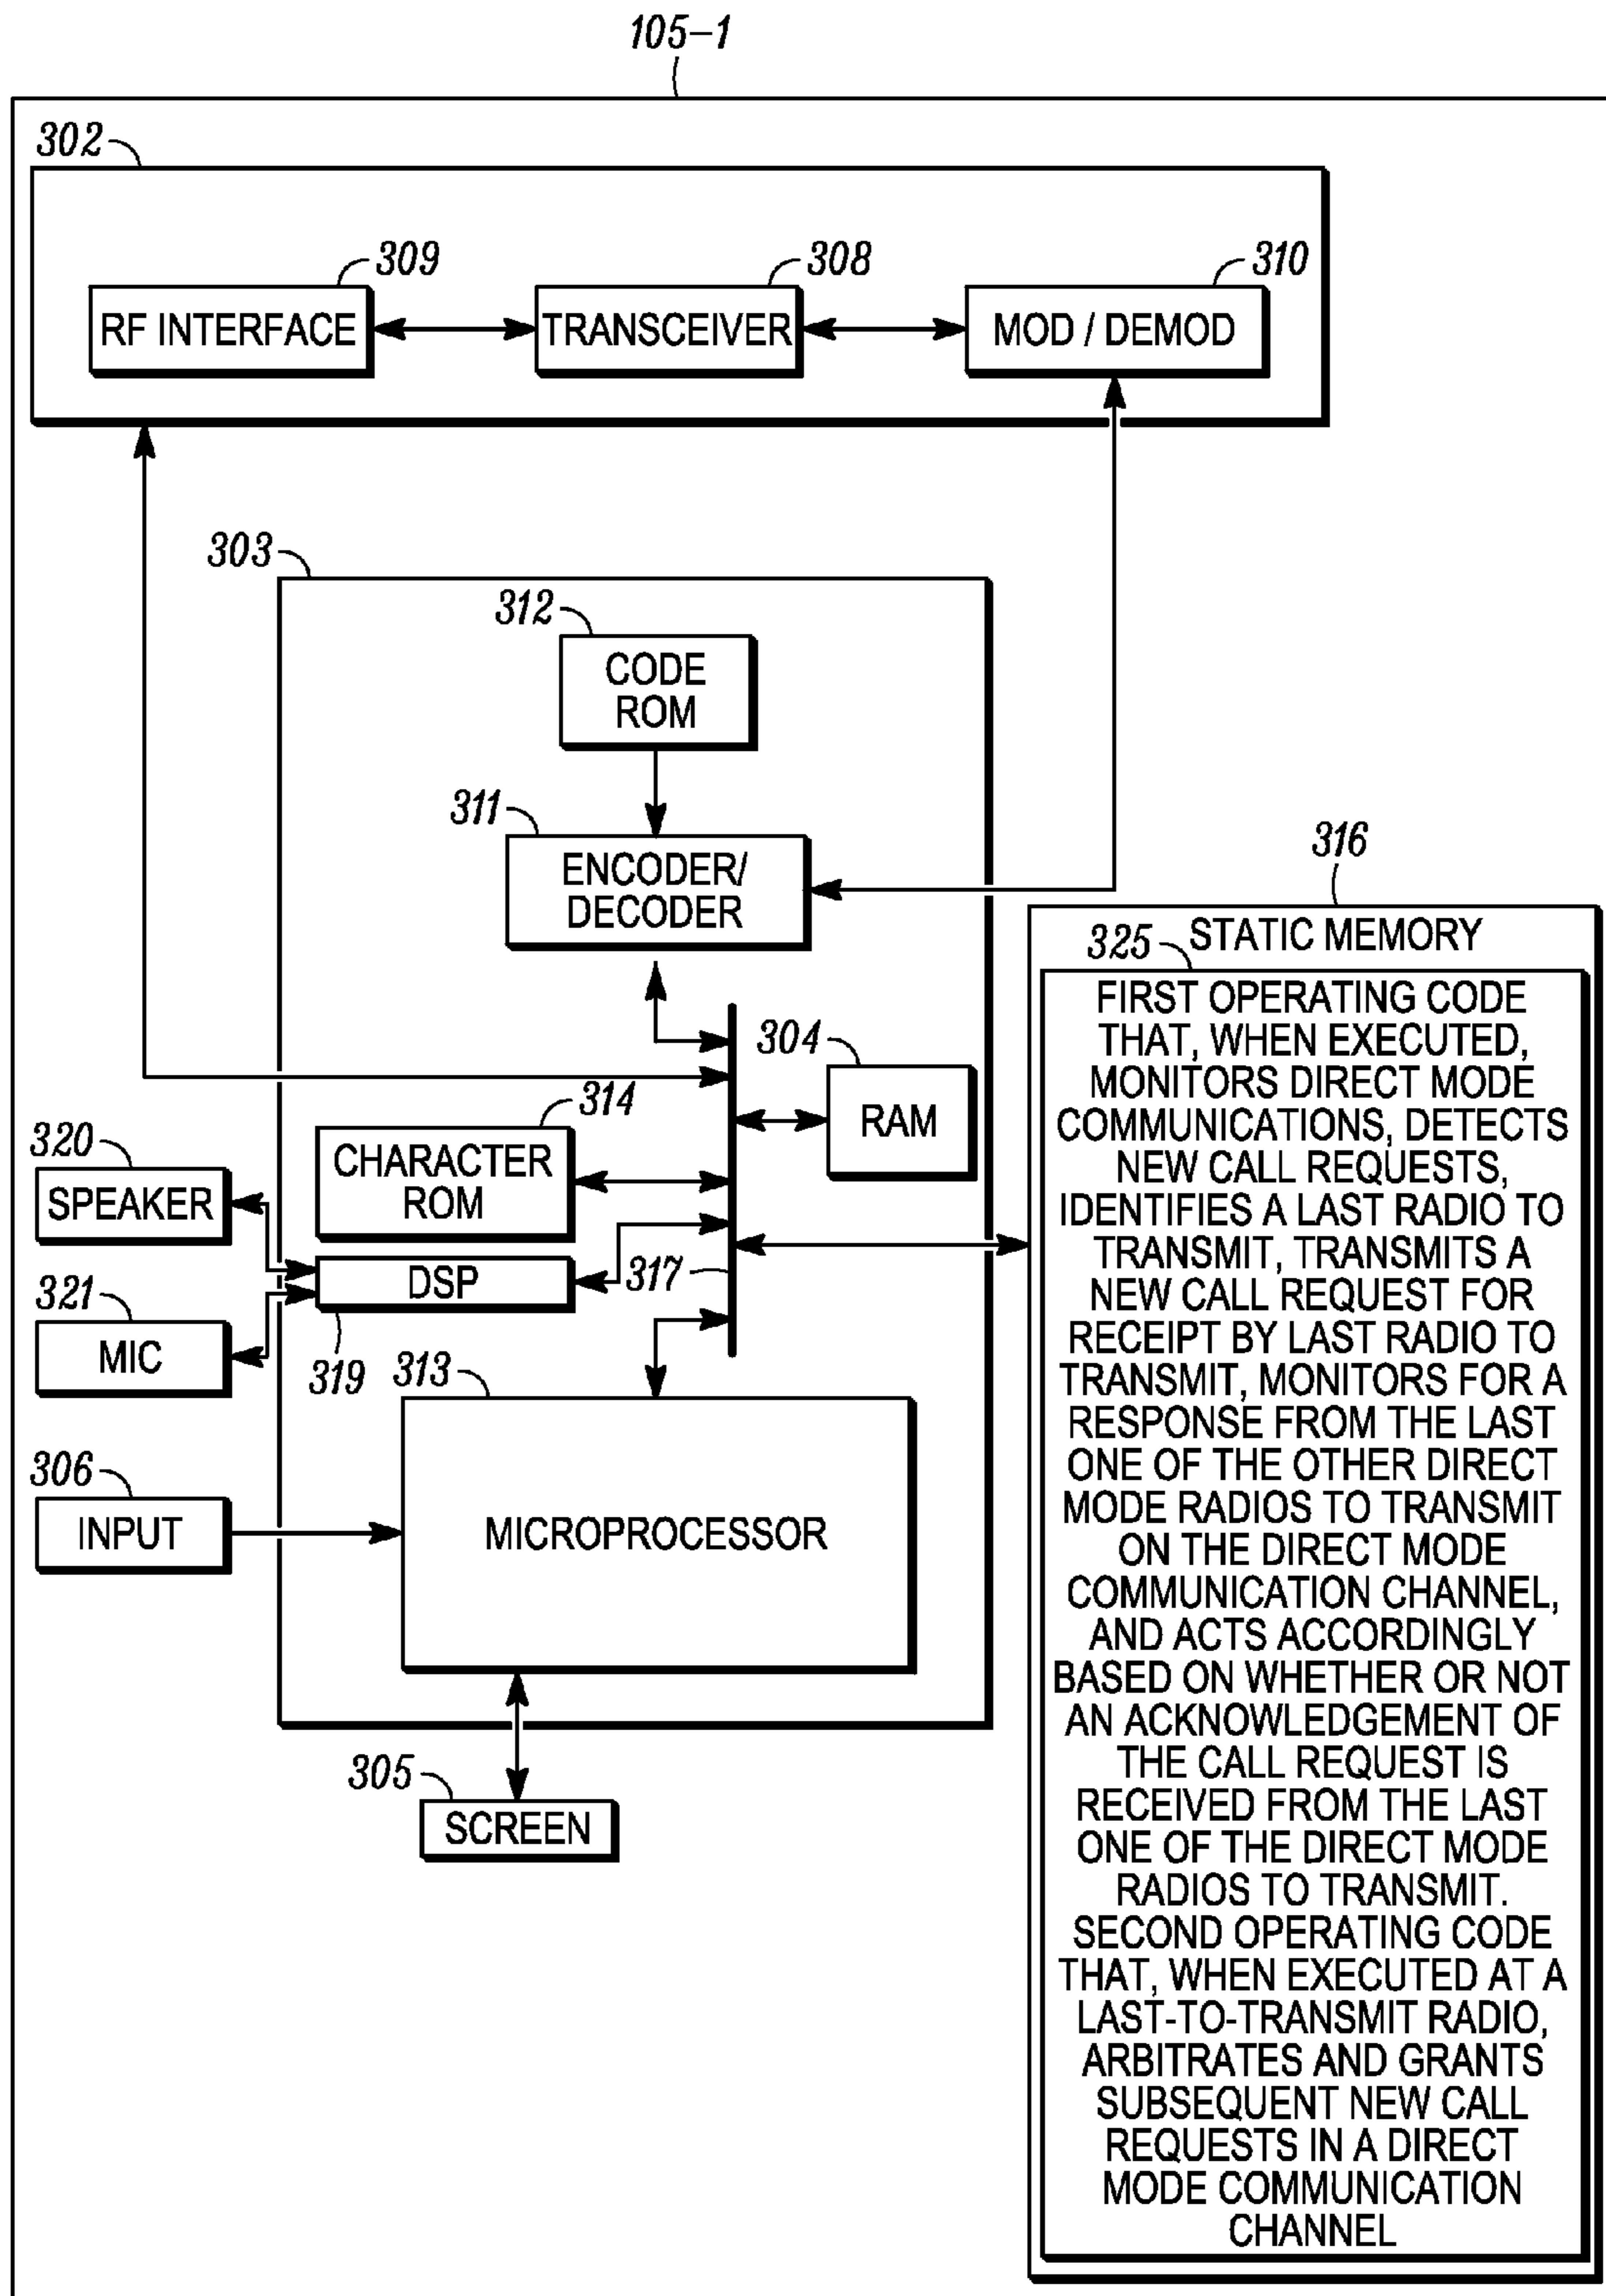 105-1
302
309
308
310
RF INTERFACE
TRANSCEIVER
MOD / DEMOD
303
312
CODE
ROM
311
ENCODER/
DECODER
304
RAM
314
CHARACTER
ROM
320
SPEAKER
DSP
317
321
MIC
319
313
306
INPUT
MICROPROCESSOR
305
SCREEN
316
STATIC MEMORY
325
FIRST OPERATING CODE
THAT, WHEN EXECUTED,
MONITORS DIRECT MODE
COMMUNICATIONS, DETECTS
NEW CALL REQUESTS,
IDENTIFIES A LAST RADIO TO
TRANSMIT, TRANSMITS A
NEW CALL REQUEST FOR
RECEIPT BY LAST RADIO TO
TRANSMIT, MONITORS FOR A
RESPONSE FROM THE LAST
ONE OF THE OTHER DIRECT
MODE RADIOS TO TRANSMIT
ON THE DIRECT MODE
COMMUNICATION CHANNEL,
AND ACTS ACCORDINGLY
BASED ON WHETHER OR NOT
AN ACKNOWLEDGEMENT OF
THE CALL REQUEST IS
RECEIVED FROM THE LAST
ONE OF THE DIRECT MODE
RADIOS TO TRANSMIT.
SECOND OPERATING CODE
THAT, WHEN EXECUTED AT A
LAST-TO-TRANSMIT RADIO,
ARBITRATES AND GRANTS
SUBSEQUENT NEW CALL
REQUESTS IN A DIRECT
MODE COMMUNICATION
CHANNEL